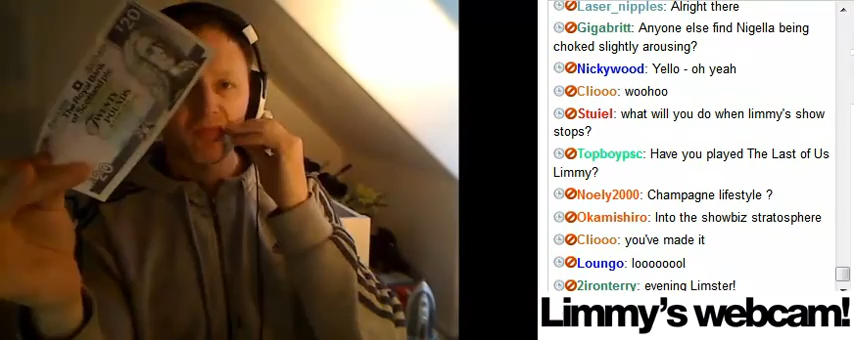 £20
The Royal Bank
of Scotland plc
TWENTY
POUNDS
£20
Laser_nipples: Alright there
Gigabritt: Anyone else find Nigella being
choked slightly arousing?
Nickywood: Yello - oh yeah
Cliooo: woohoo
Stuiel: what will you do when limmy's show
stops?
Topboypsc: Have you played The Last of Us
Limmy?
Noely2000: Champagne lifestyle ?
Okamishiro: Into the showbiz stratosphere
Cliooo: you've made it
Loungo: looooool
2ironterry: evening Limster!
Limmy's webcam!